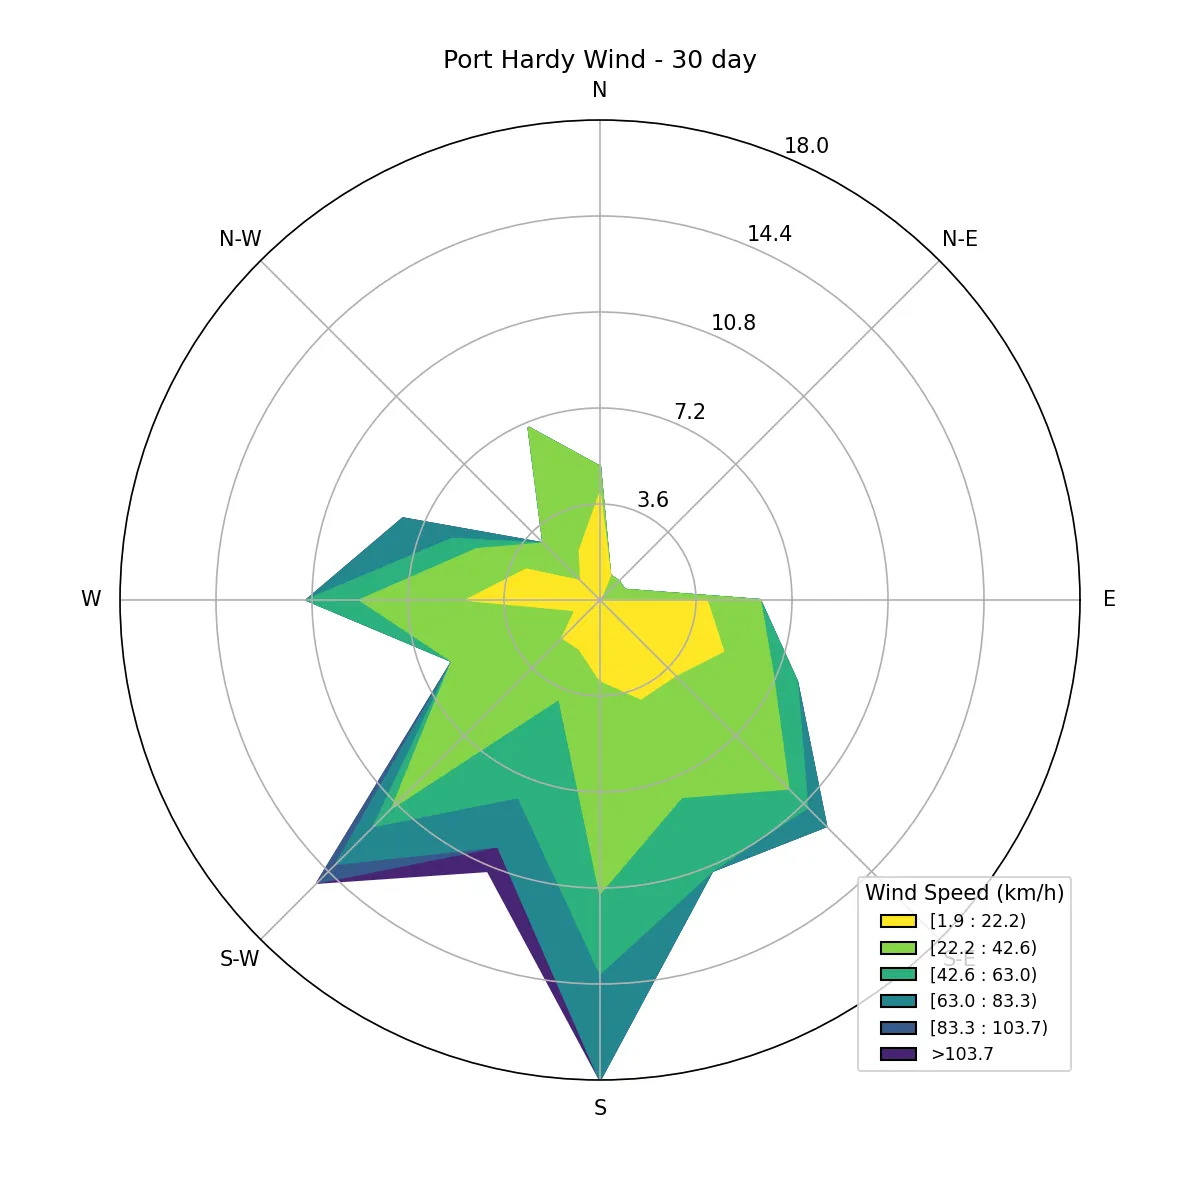 Port Hardy Wind - 30 day
N
18.0
14.4
N-W
N-E
10.8
7.2
3.6
W
E
Wind Speed (km/h)
[1.9 : 22.2)
[22.2 : 42.6)
S-W
S-E
[42.6 : 63.0)
[63.0 : 83.3)
[83.3 : 103.7)
>103.7
S